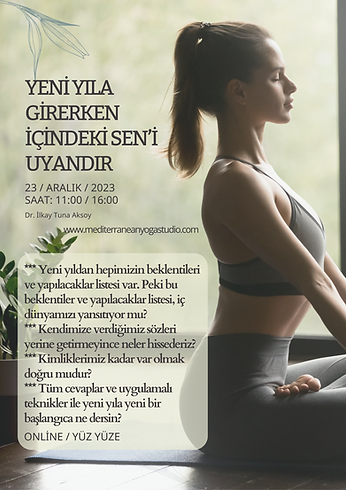 YENİ YILA
GİRERKEN
İÇİNDEKİ SEN'İ
UYANDIR
23 / ARALIK / 2023
SAAT: 11:00 / 16:00
Dr. İlkay Tuna Aksoy
www.mediterraneanyogastudio.com
*** Yeni yıldan hepimizin beklentileri
ve yapılacaklar listesi var. Peki bu
beklentiler ve yapılacaklar listesi, iç
dünyamızı yansıtıyor mu?
*** Kendimize verdiğimiz sözleri
yerine getirmeyince neler hissederiz?
*** Kimliklerimiz kadar var olmak
doğru mudur?
*** Tüm cevaplar ve uygulamalı
teknikler ile yeni yıla yeni bir
başlangıca ne dersin?
ONLİNE / YÜZ YÜZE